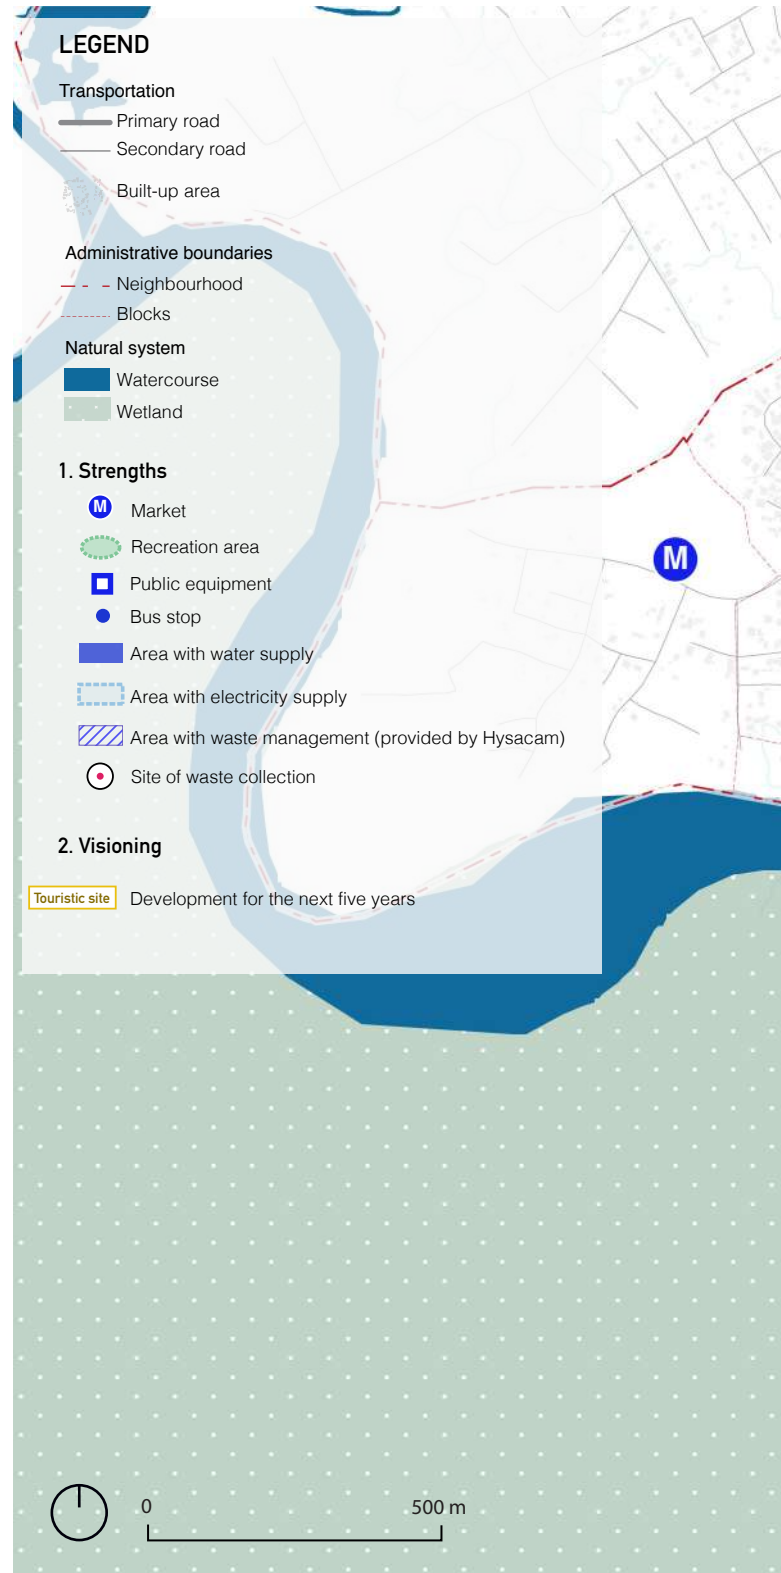 LEGEND
Transportation
Primary road
Secondary road
Built-up area
Administrative boundaries
Neighbourhood
Blocks
Natural system
Watercourse
Wetland
1. Strengths
M Market
Recreation area
Public equipment
Bus stop
Area with water supply
Area with electricity supply
Area with waste management (provided by Hysacam)
Site of waste collection
2. Visioning
Touristic site Development for the next five years
M
0 500 m